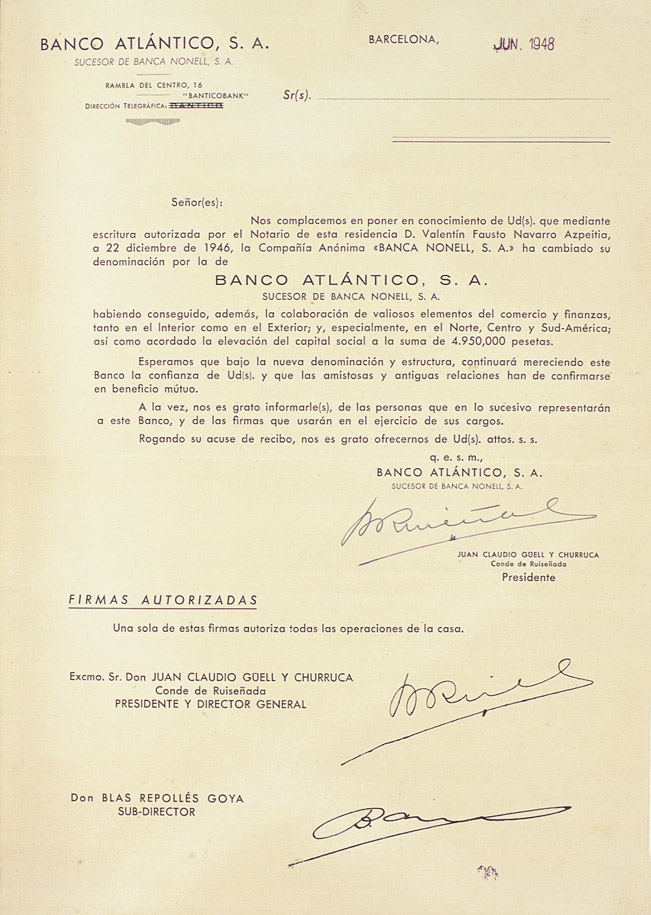 BANCO ATLÁNTICO, S. A.
SUCESOR DE BANCA NONELL, S. A.
RAMBLA DEL CENTRO, 16
"BANTICOBANK"
DIRECCIÓN TELEGRÁFICA: BANTICO
BARCELONA, JUN. 1948
Sr(s).
Señor(es):
Nos complacemos en poner en conocimiento de Ud(s). que mediante
escritura autorizada por el Notario de esta residencia D. Valentín Fausto Navarro Azpeitia,
a 22 diciembre de 1946, la Compañía Anónima «BANCA NONELL, S. A.» ha cambiado su
denominación por la de
BANCO ATLÁNTICO, S. A.
SUCESOR DE BANCA NONELL, S. A.
habiendo conseguido, además, la colaboración de valiosos elementos del comercio y finanzas,
tanto en el Interior como en el Exterior; y, especialmente, en el Norte, Centro y Sud-América;
así como acordado la elevación del capital social a la suma de 4.950,000 pesetas.
Esperamos que bajo la nueva denominación y estructura, continuará mereciendo este
Banco la confianza de Ud(s). y que las amistosas y antiguas relaciones han de confirmarse
en beneficio mútuo.
A la vez, nos es grato informarle(s), de las personas que en lo sucesivo representarán
a este Banco, y de las firmas que usarán en el ejercicio de sus cargos.
Rogando su acuse de recibo, nos es grato ofrecernos de Ud(s). attos. s. s.
q. e. s. m.,
BANCO ATLÁNTICO, S. A.
SUCESOR DE BANCA NONELL, S. A.
JUAN CLAUDIO GÜELL Y CHURRUCA
Conde de Ruiseñada
Presidente
FIRMAS AUTORIZADAS
Una sola de estas firmas autoriza todas las operaciones de la casa.
Excmo. Sr. Don JUAN CLAUDIO GÜELL Y CHURRUCA
Conde de Ruiseñada
PRESIDENTE Y DIRECTOR GENERAL
Don BLAS REPOLLÉS GOYA
SUB-DIRECTOR